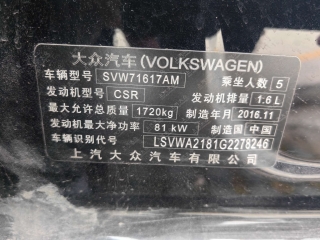 大众汽车(VOLKSWAGEN)
车辆型号 SVW71617AM 乘坐人数 5
发动机型号 CSR 发动机排量 1.6 L
最大允许总质量 1720kg 制造年月 2016.11
发动机最大净功率 81 kW 制造国 中国
车辆识别代号 LSVWA2181G2278246
上汽大众汽车有限公司